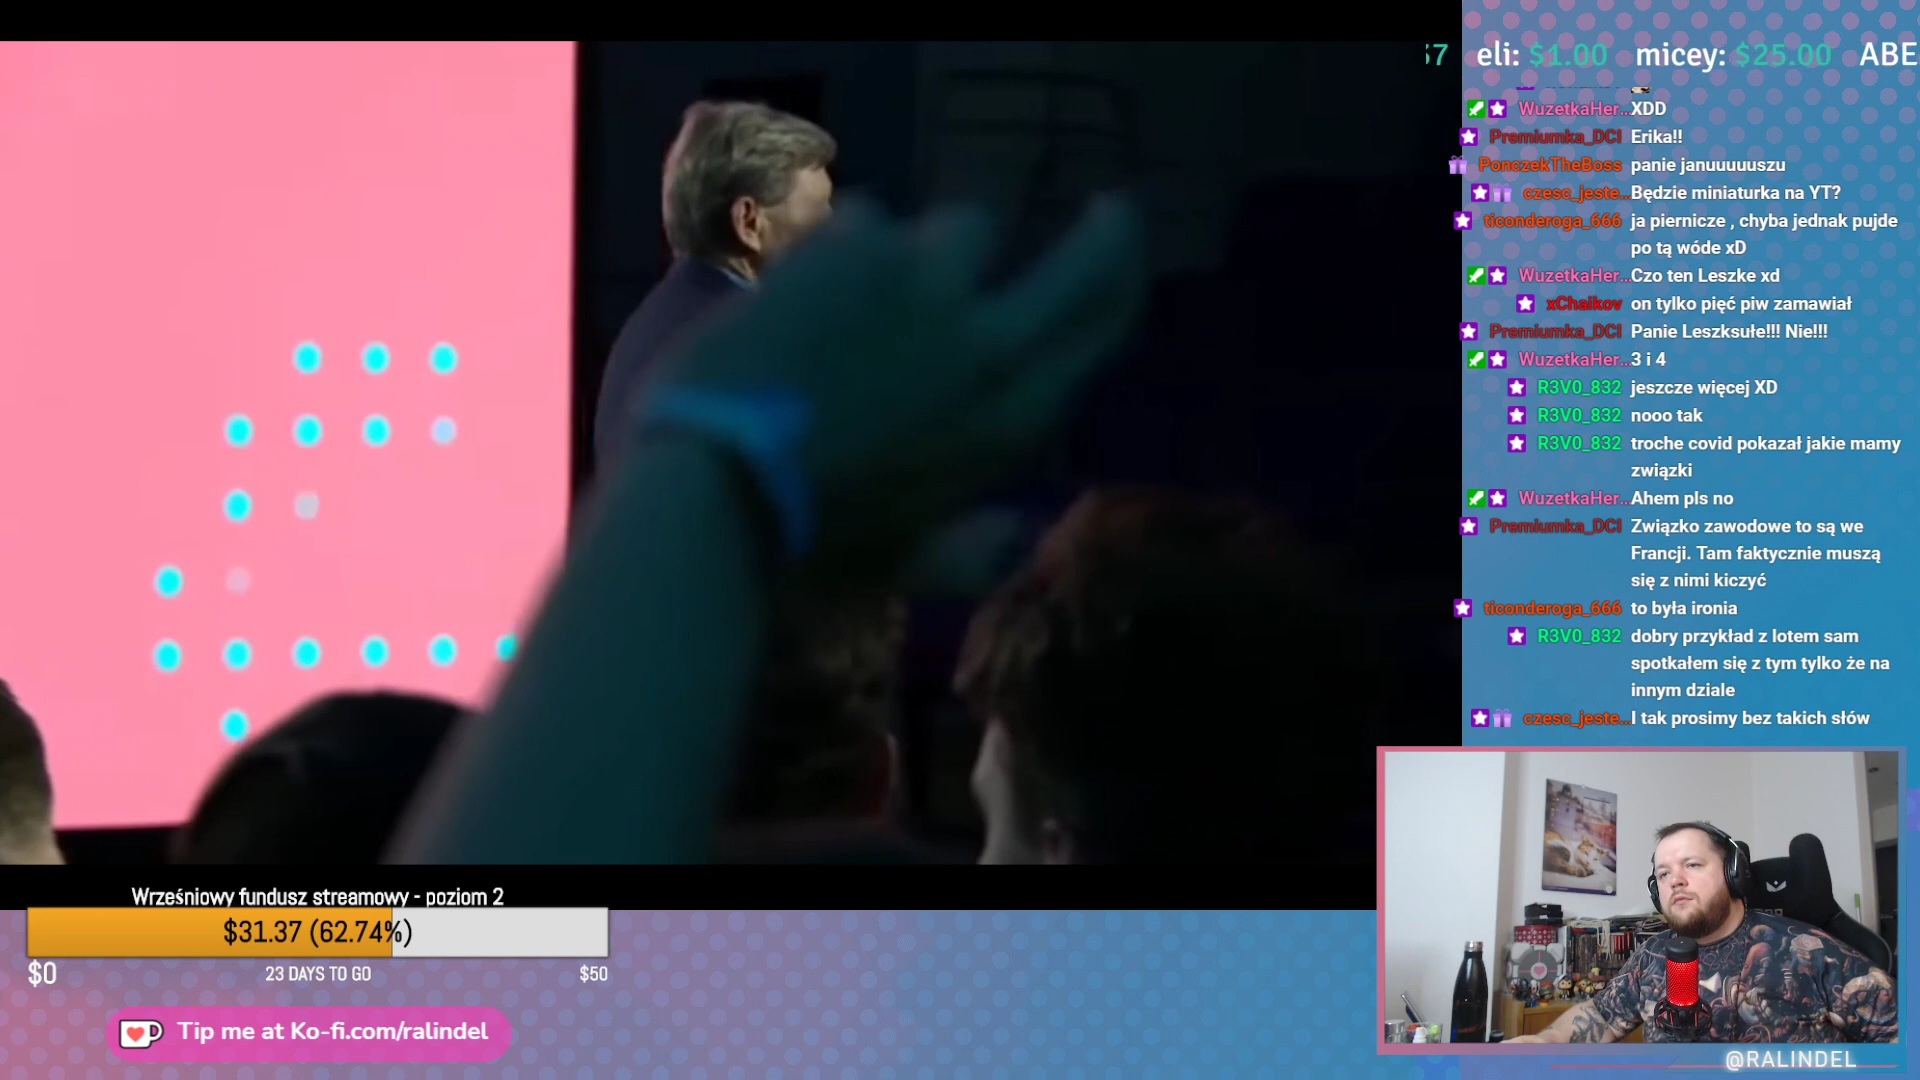 57 eli: $1.00 micey: $25.00 ABE
WuzetkaHer... XDD
Premiumka_DCI Erika!!
PonczekTheBoss panie januuuuuszu
czesc_jeste... Będzie miniaturka na YT?
ticonderoga_666 ja piernicze , chyba jednak pujde
po tą wóde xD
WuzetkaHer... Czo ten Leszke xd
xChaikov on tylko pięć piw zamawiał
Premiumka_DCI Panie Leszksułe!!! Nie!!!
WuzetkaHer... 3 i 4
R3V0_832 jeszcze więcej XD
R3V0_832 nooo tak
R3V0_832 troche covid pokazał jakie mamy
związki
WuzetkaHer... Ahem pls no
Premiumka_DCI Związko zawodowe to są we
Francji. Tam faktycznie muszą
się z nimi kiczyć
ticonderoga_666 to była ironia
R3V0_832 dobry przykład z lotem sam
spotkałem się z tym tylko że na
innym dziale
czesc_jeste... I tak prosimy bez takich słów
Wrześniowy fundusz streamowy - poziom 2
$31.37 (62.74%)
$0 23 DAYS TO GO $50
Tip me at Ko-fi.com/ralindel
@RALINDEL